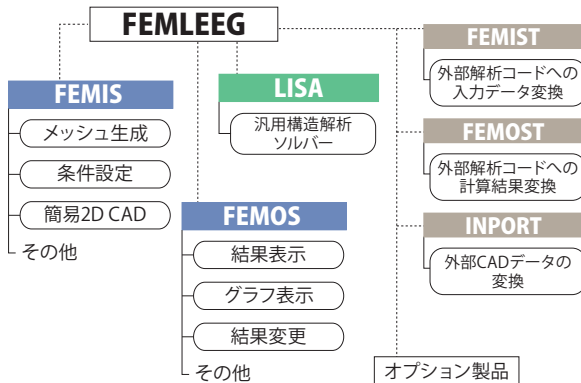 FEMLEEG
FEMIS
メッシュ生成
条件設定
簡易2D CAD
その他
LISA
汎用構造解析
ソルバー
FEMOS
結果表示
グラフ表示
結果変更
その他
FEMIST
外部解析コードへの
入力データ変換
FEMOST
外部解析コードへの
計算結果変換
INPORT
外部CADデータの
変換
オプション製品